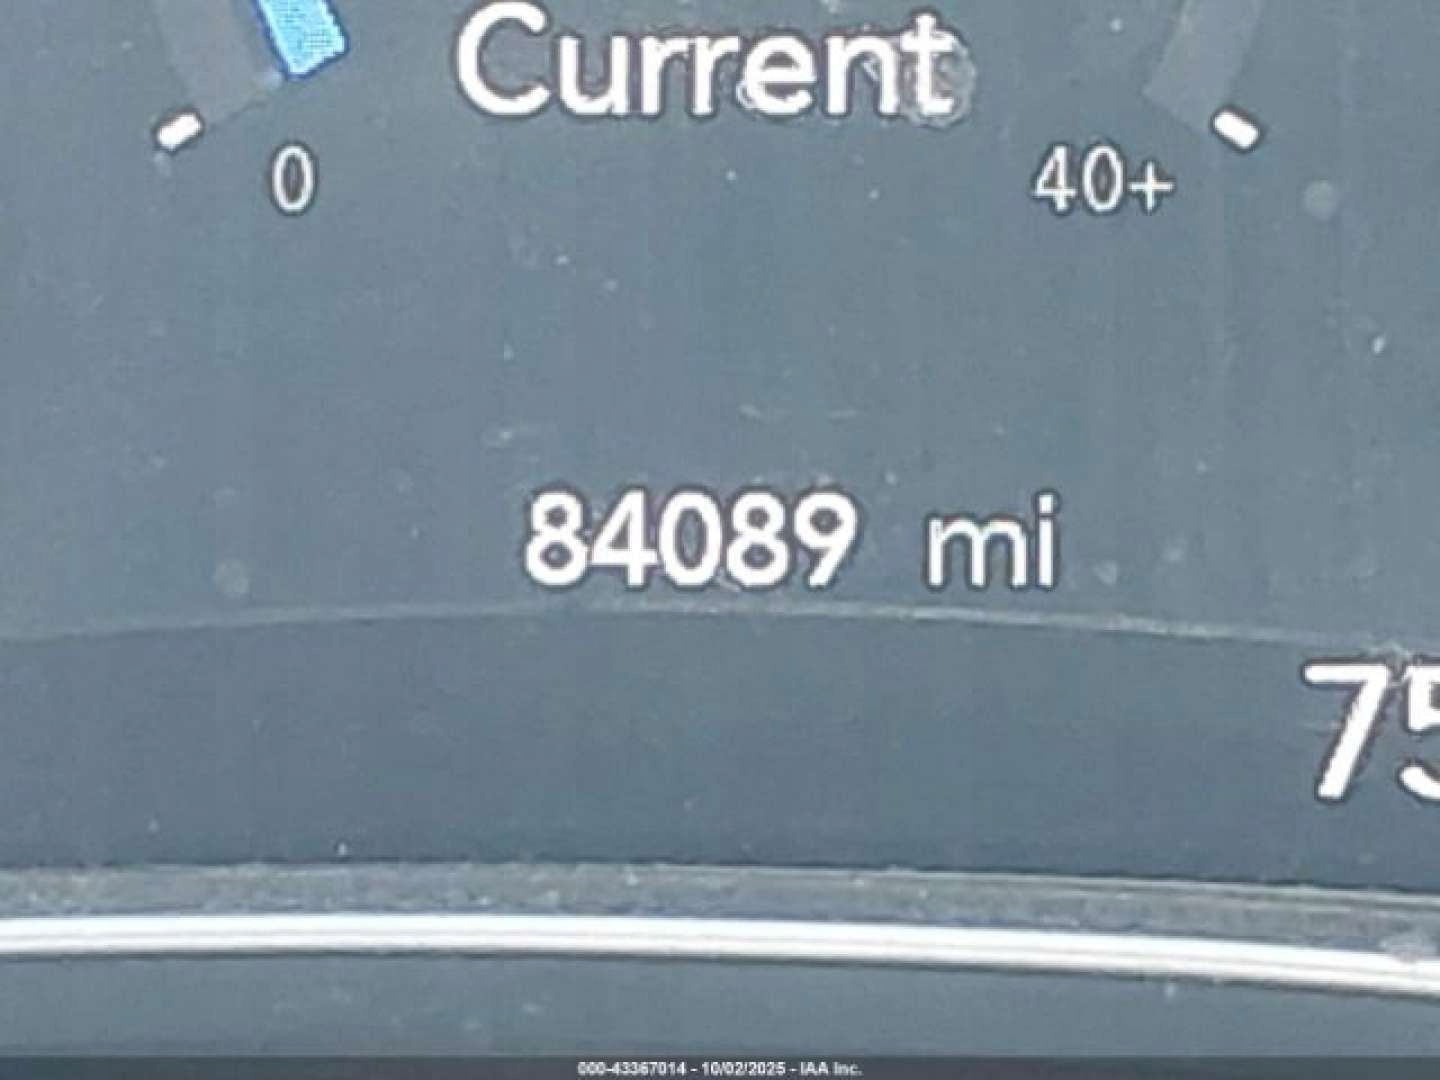 Current
0 40+
84089 mi
75
000-43367014 - 10/02/2025 - IAA Inc.